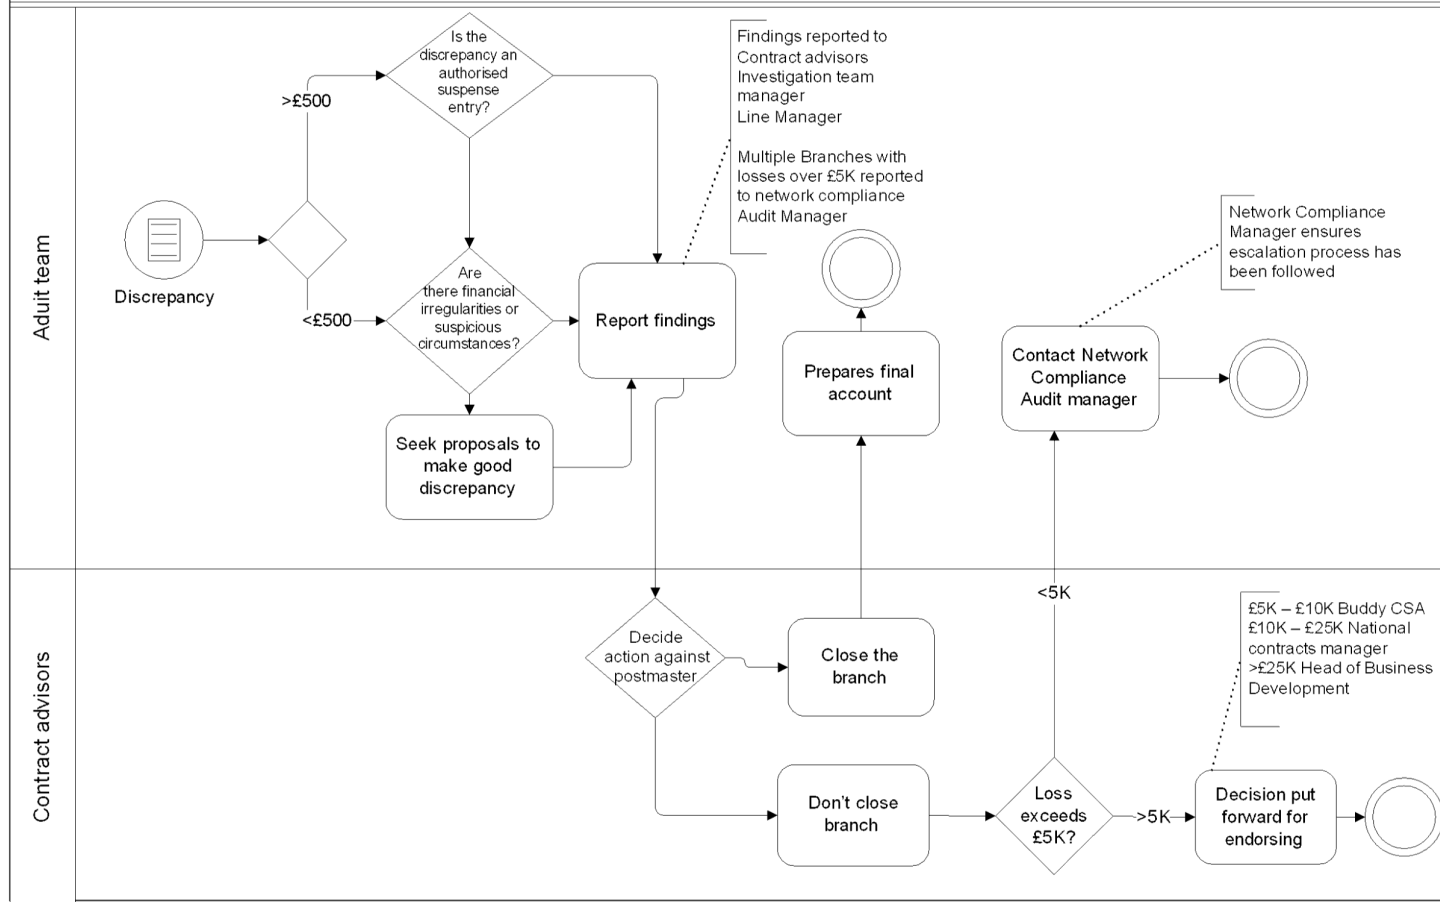 Aduit team
Is the
discrepancy an
authorised
suspense
entry?
>£500
Discrepancy
<£500
Are
there financial
irregularities or
suspicious
circumstances?
Seek proposals to
make good
discrepancy
Report findings
Findings reported to
Contract advisors
Investigation team
manager
Line Manager
Multiple Branches with
losses over £5K reported
to network compliance
Audit Manager
Prepares final
account
Contact Network
Compliance
Audit manager
Network Compliance
Manager ensures
escalation process has
been followed
Contract advisors
Decide
action against
postmaster
Close the
branch
Don't close
branch
<5K
Loss
exceeds
£5K?
>5K
Decision put
forward for
endorsing
£5K – £10K Buddy CSA
£10K – £25K National
contracts manager
>£25K Head of Business
Development